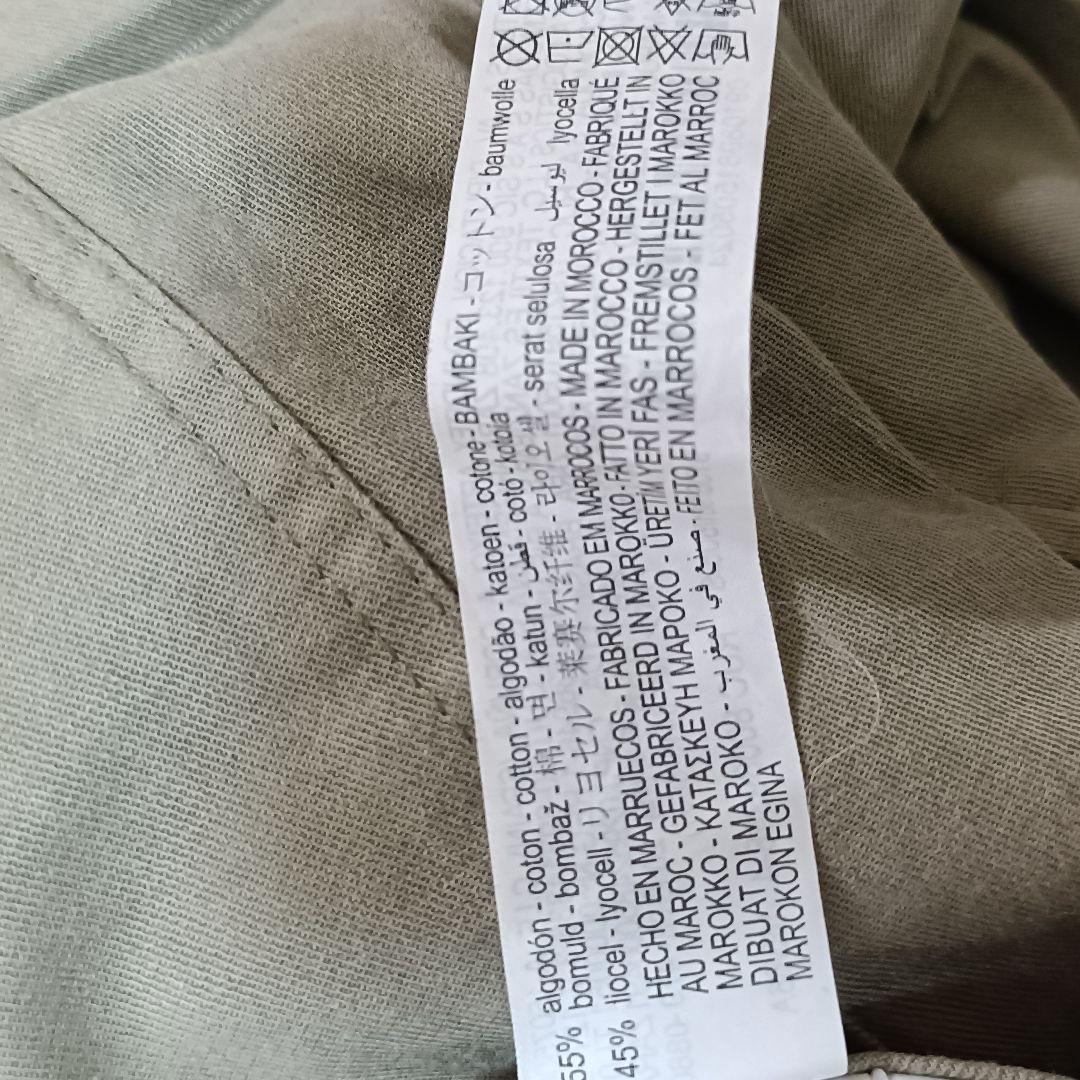 55% algodón - coton - cotton - algodão - katoen - cotone - ΒΑΜΒΑΚΙ - コットン - baumwolle
bomuld - bombaž - 棉 - 면 - katun - قطن - cotó - kotoia
45% liocel - lyocell - リヨセル - 莱赛尔纤维 - 라이오셀 - serat selulosa ليوسيل lyocella
HECHO EN MARRUECOS - FABRICADO EM MARROCOS - MADE IN MOROCCO - FABRIQUÉ
AU MAROC - GEFABRICEERD IN MAROKKO - FATTO IN MAROCCO - HERGESTELLT IN
MAROKKO - ΚΑΤΑΣΚΕΥΗ ΜΑΡΟΚΟ - ÜRETİM YERİ FAS - FREMSTILLET I MAROKKO
DIBUAT DI MAROKO - صنع في المغرب - FEITO EN MARROCOS - FET AL MARROC
MAROKON EGINA